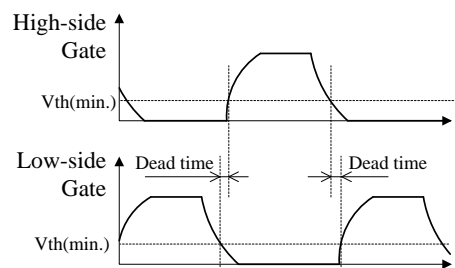 High-side
Gate
Vth(min.)
Low-side
Gate
Dead time
Dead time
Vth(min.)